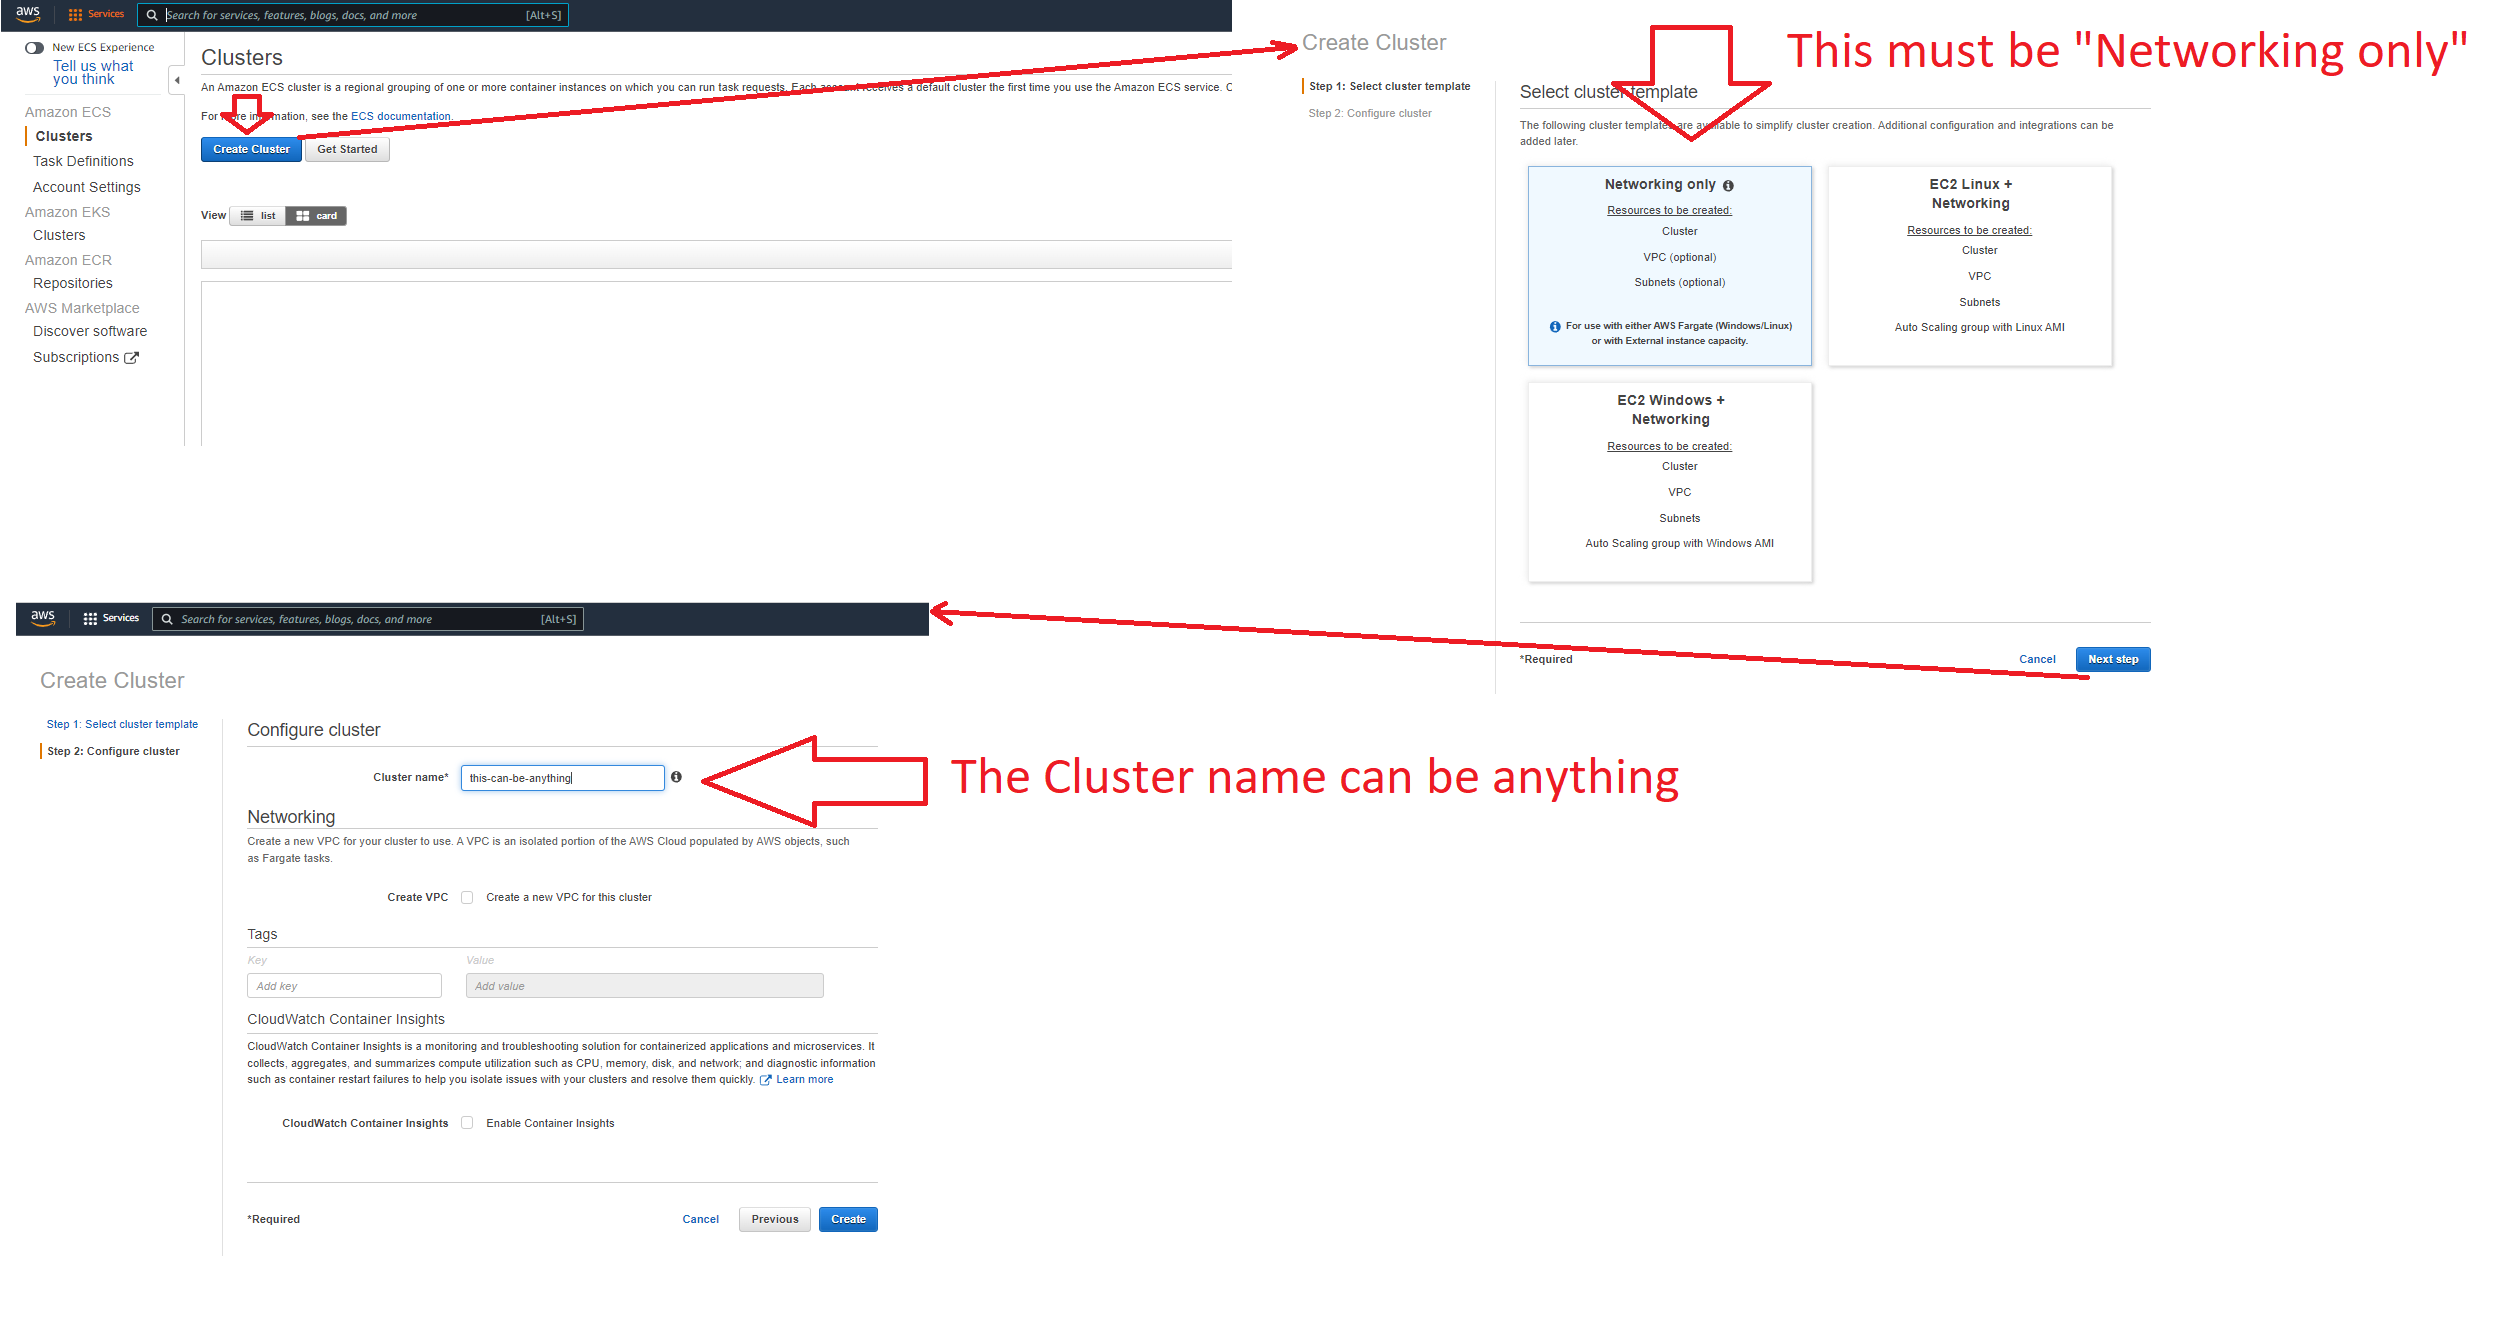 aws Services Search for services, features, blogs, docs, and more [Alt+S]
New ECS Experience
Tell us what
you think
Amazon ECS
Clusters
Task Definitions
Account Settings
Amazon EKS
Clusters
Amazon ECR
Repositories
AWS Marketplace
Discover software
Subscriptions
Clusters
An Amazon ECS cluster is a regional grouping of one or more container instances on which you can run task requests. Each account receives a default cluster the first time you use the Amazon ECS service. C
For more information, see the ECS documentation.
Create Cluster Get Started
View list card
Create Cluster
Step 1: Select cluster template
Step 2: Configure cluster
This must be "Networking only"
Select cluster template
The following cluster templates are available to simplify cluster creation. Additional configuration and integrations can be
added later.
Networking only
Resources to be created:
Cluster
VPC (optional)
Subnets (optional)
For use with either AWS Fargate (Windows/Linux)
or with External instance capacity.
EC2 Linux +
Networking
Resources to be created:
Cluster
VPC
Subnets
Auto Scaling group with Linux AMI
EC2 Windows +
Networking
Resources to be created:
Cluster
VPC
Subnets
Auto Scaling group with Windows AMI
*Required Cancel Next step
aws Services Search for services, features, blogs, docs, and more [Alt+S]
Create Cluster
Step 1: Select cluster template
Step 2: Configure cluster
Configure cluster
Cluster name* this-can-be-anything
The Cluster name can be anything
Networking
Create a new VPC for your cluster to use. A VPC is an isolated portion of the AWS Cloud populated by AWS objects, such
as Fargate tasks.
Create VPC Create a new VPC for this cluster
Tags
Key Value
Add key Add value
CloudWatch Container Insights
CloudWatch Container Insights is a monitoring and troubleshooting solution for containerized applications and microservices. It
collects, aggregates, and summarizes compute utilization such as CPU, memory, disk, and network; and diagnostic information
such as container restart failures to help you isolate issues with your clusters and resolve them quickly. Learn more
CloudWatch Container Insights Enable Container Insights
*Required Cancel Previous Create